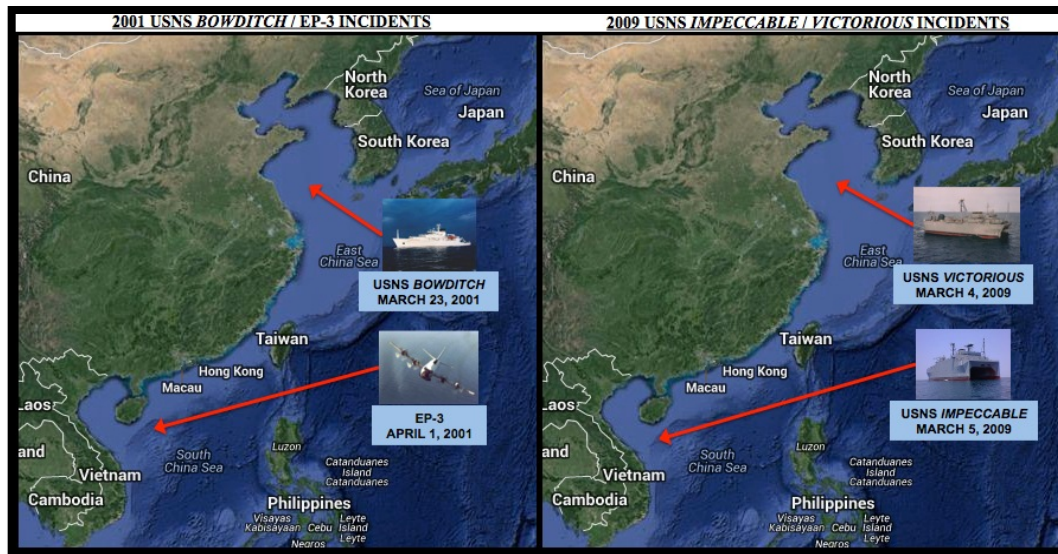 2001 USNS BOWDITCH / EP-3 INCIDENTS
North
Korea
Sea of Japan
Japan
South Korea
China
East
China Sea
USNS BOWDITCH
MARCH 23, 2001
Taiwan
Hong Kong
Macau
Laos
EP-3
APRIL 1, 2001
and
Luzon
South
China Sea
Vietnam
Catanduanes
Island
Catanduanes
Cambodia
Philippines
Visayas
Kabisayaan
Cebu
Leyte
Island
Leyte
Negros
2009 USNS IMPECCABLE / VICTORIOUS INCIDENTS
North
Korea
Sea of Japan
Japan
South Korea
China
East
China Sea
USNS VICTORIOUS
MARCH 4, 2009
Taiwan
Hong Kong
Macau
Laos
USNS IMPECCABLE
MARCH 5, 2009
and
Luzon
South
China Sea
Vietnam
Catanduanes
Island
Catanduanes
Cambodia
Philippines
Visayas
Kabisayaan
Cebu
Leyte
Island
Leyte
Negros